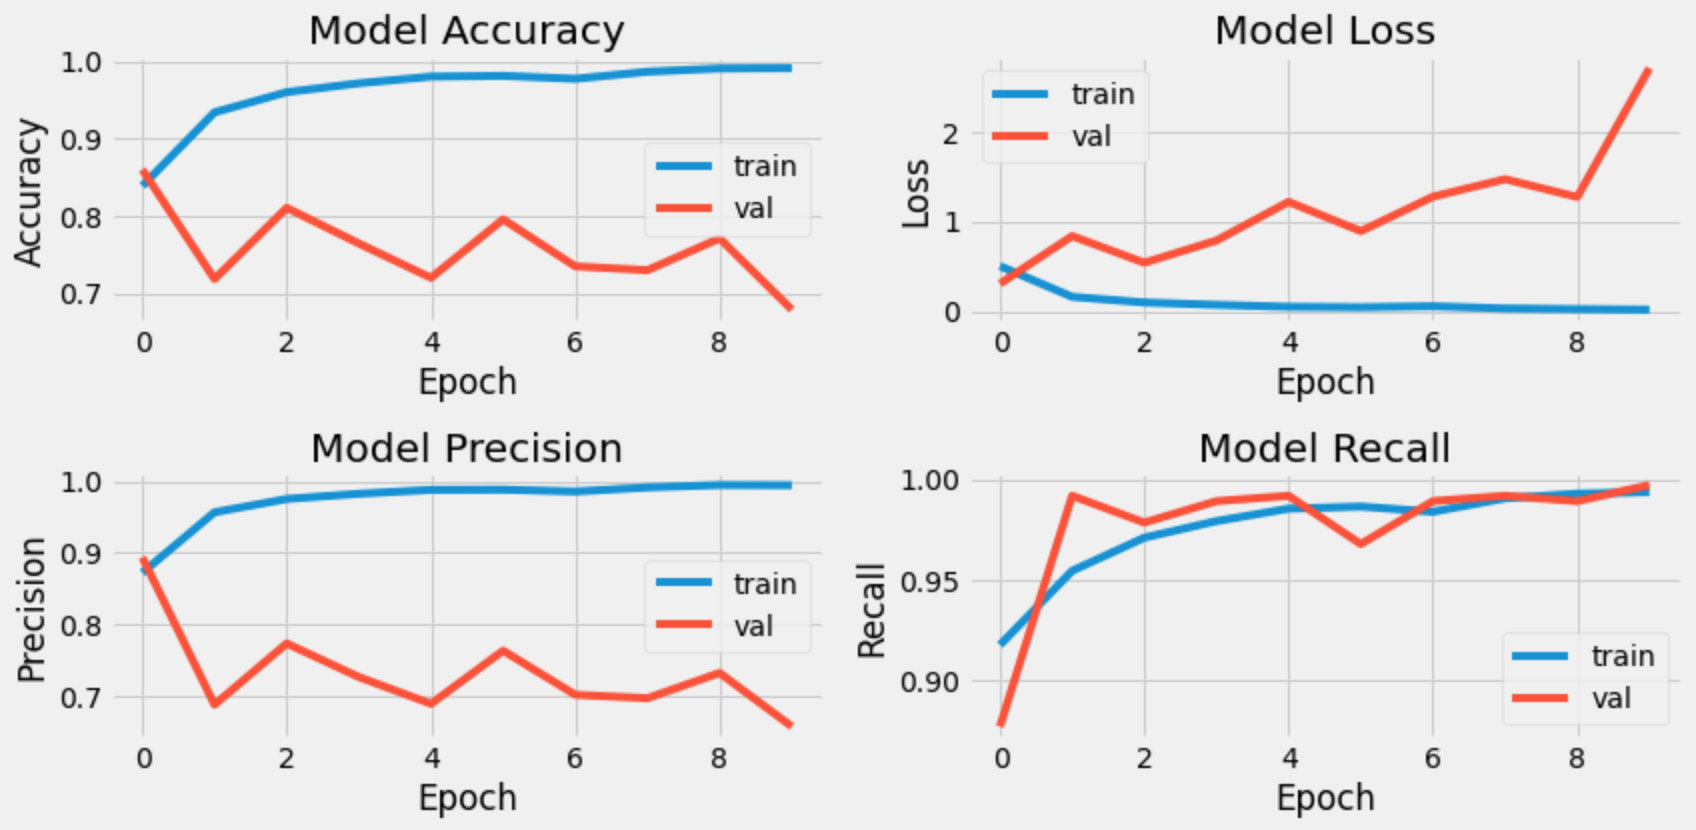 Model Accuracy
1.0
0.9
0.8
0.7
Accuracy
train
val
0 2 4 6 8
Epoch
Model Loss
2
1
0
Loss
train
val
0 2 4 6 8
Epoch
Model Precision
1.0
0.9
0.8
0.7
Precision
train
val
0 2 4 6 8
Epoch
Model Recall
1.00
0.95
0.90
Recall
train
val
0 2 4 6 8
Epoch